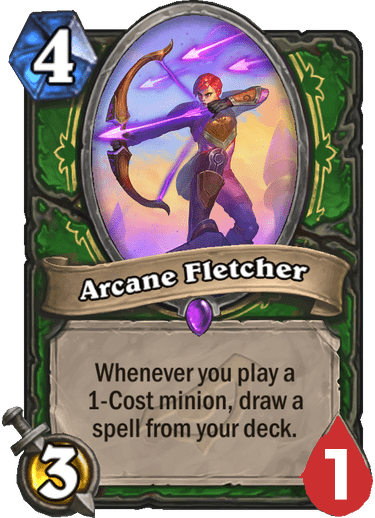 4
Arcane Fletcher
Whenever you play a
1-Cost minion, draw a
spell from your deck.
3
1